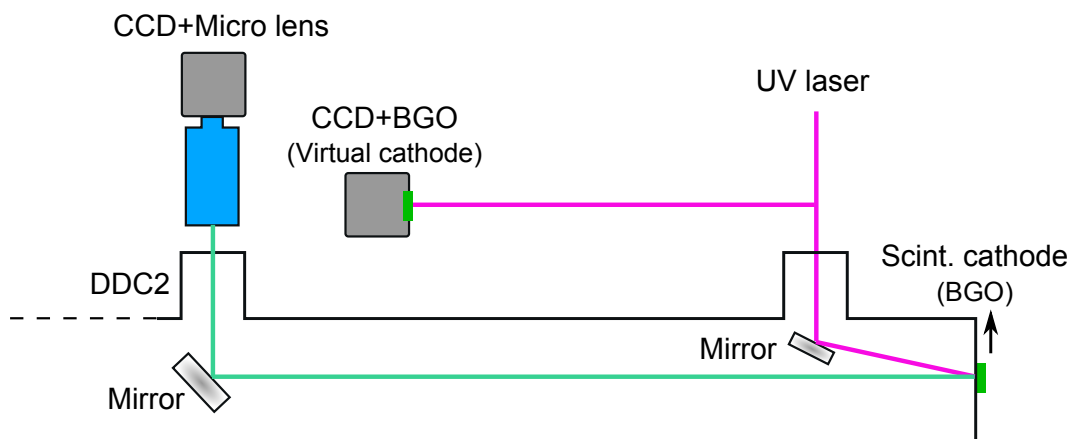 CCD+Micro lens
UV laser
CCD+BGO
(Virtual cathode)
Scint. cathode
(BGO)
DDC2
Mirror
Mirror